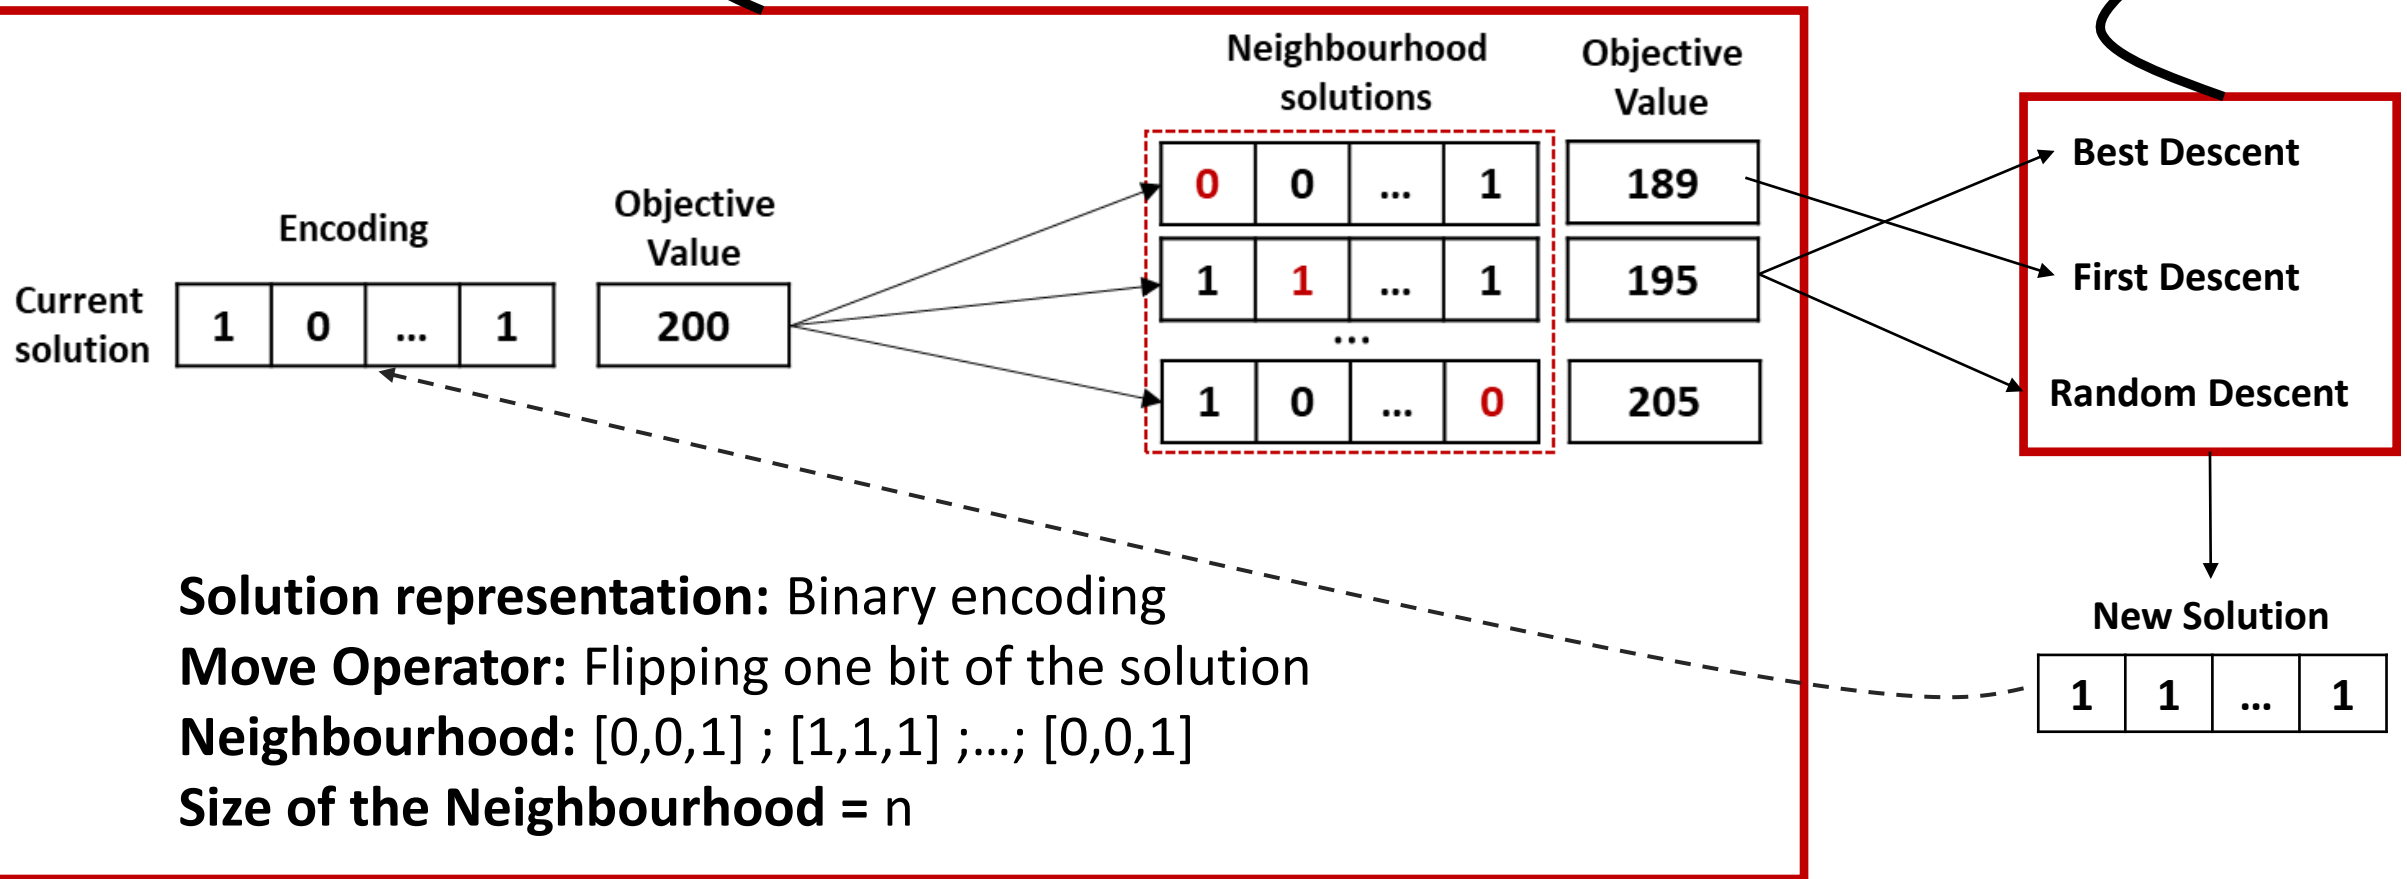 Neighbourhood
solutions
Objective
Value
Encoding
Objective
Value
Current
solution
1 0 ... 1
200
0 0 ... 1
189
1 1 ... 1
195
...
1 0 ... 0
205
Best Descent
First Descent
Random Descent
New Solution
1 1 ... 1
Solution representation: Binary encoding
Move Operator: Flipping one bit of the solution
Neighbourhood: [0,0,1] ; [1,1,1] ;...; [0,0,1]
Size of the Neighbourhood = n